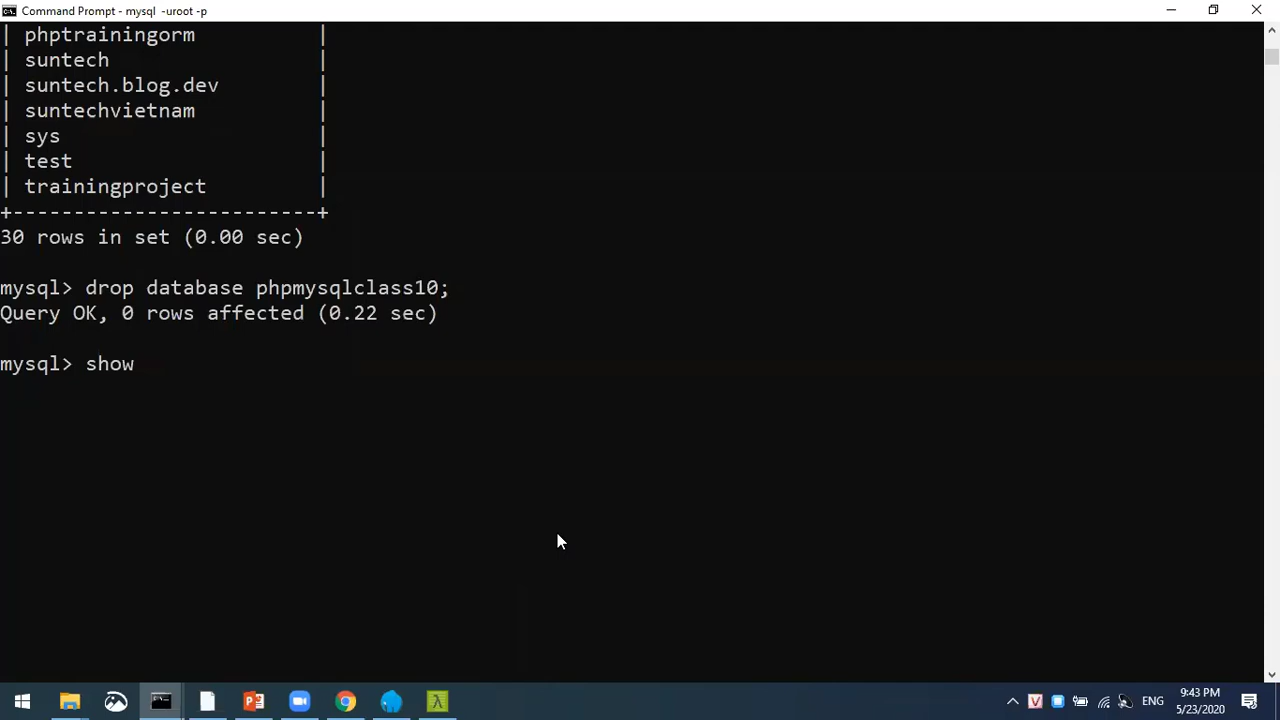 Command Prompt - mysql -uroot -p
| phptrainingorm |
| suntech |
| suntech.blog.dev |
| suntechvietnam |
| sys |
| test |
| trainingproject |
+-------------------------+
30 rows in set (0.00 sec)
mysql> drop database phpmysqlclass10;
Query OK, 0 rows affected (0.22 sec)
mysql> show
ENG
9:43 PM
5/23/2020